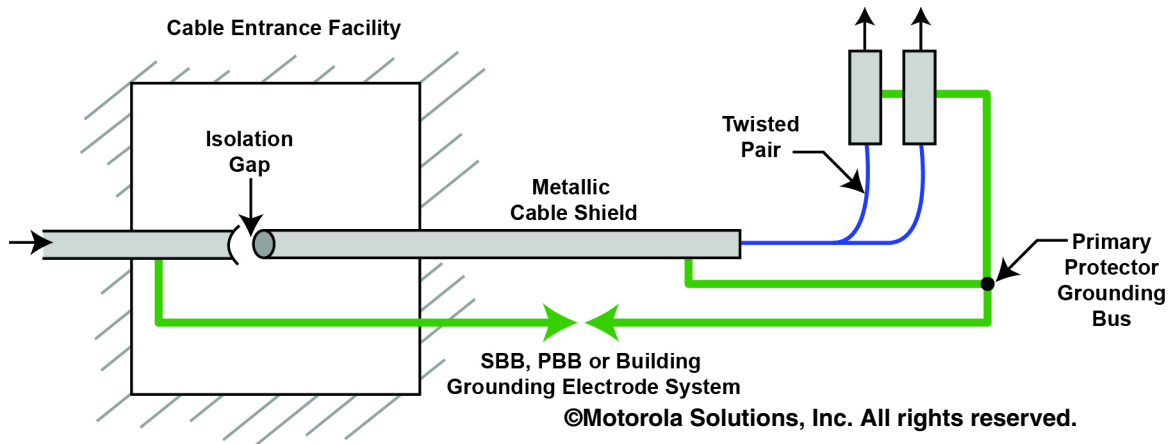 Cable Entrance Facility
Isolation
Gap
Metallic
Cable Shield
Twisted
Pair
Primary
Protector
Grounding
Bus
SBB, PBB or Building
Grounding Electrode System
©Motorola Solutions, Inc. All rights reserved.